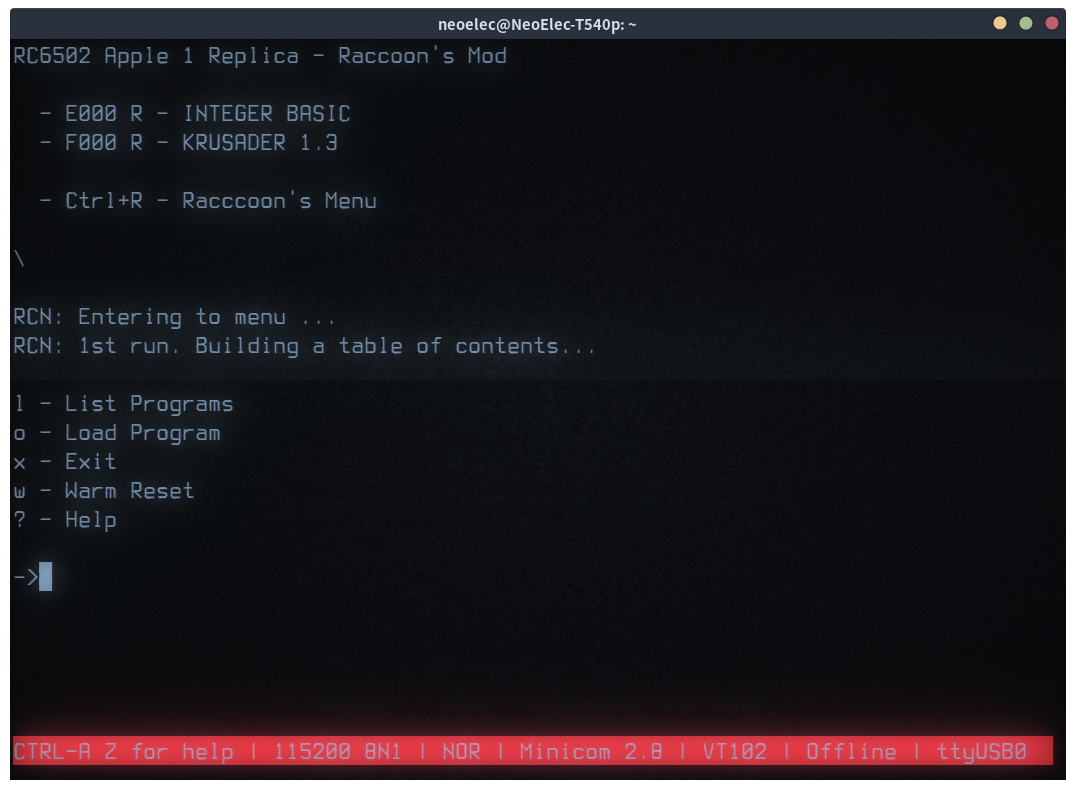 neoelec@NeoElec-T540p: ~
RC6502 Apple 1 Replica - Raccoon's Mod
- E000 R - INTEGER BASIC
- F000 R - KRUSADER 1.3
- Ctrl+R - Racccoon's Menu
\
RCN: Entering to menu ...
RCN: 1st run. Building a table of contents...
l - List Programs
o - Load Program
x - Exit
w - Warm Reset
? - Help
->
CTRL-A Z for help | 115200 8N1 | NOR | Minicom 2.8 | VT102 | Offline | ttyUSB0